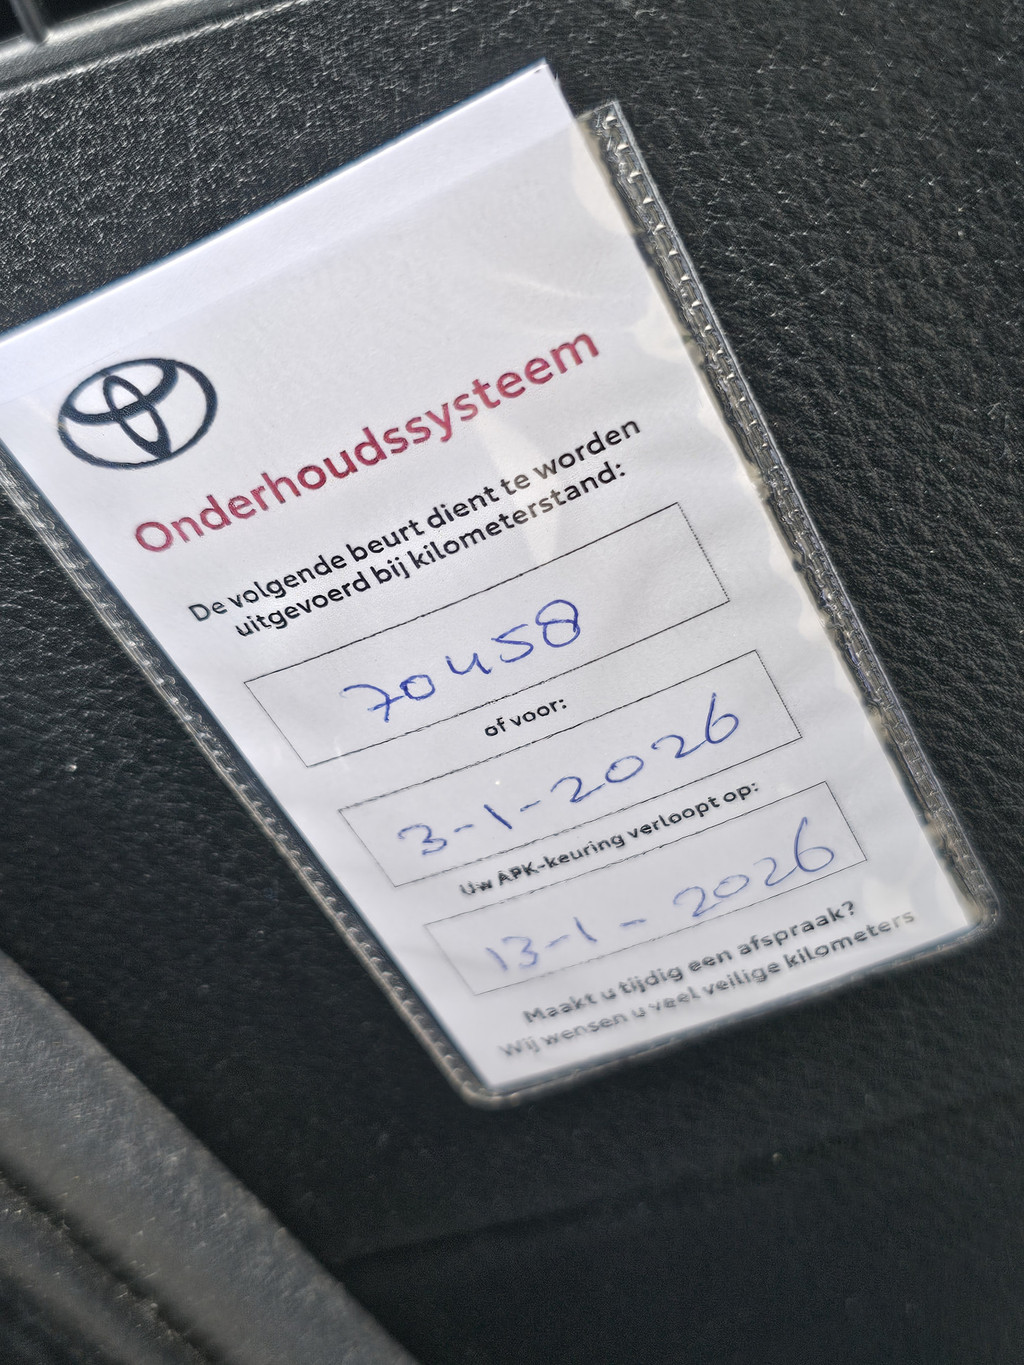 Onderhoudssysteem
De volgende beurt dient te worden
uitgevoerd bij kilometerstand:
70458
of voor:
3-1-2026
Uw APK-keuring verloopt op:
13-1-2026
Maakt u tijdig een afspraak?
Wij wensen u veel veilige kilometers